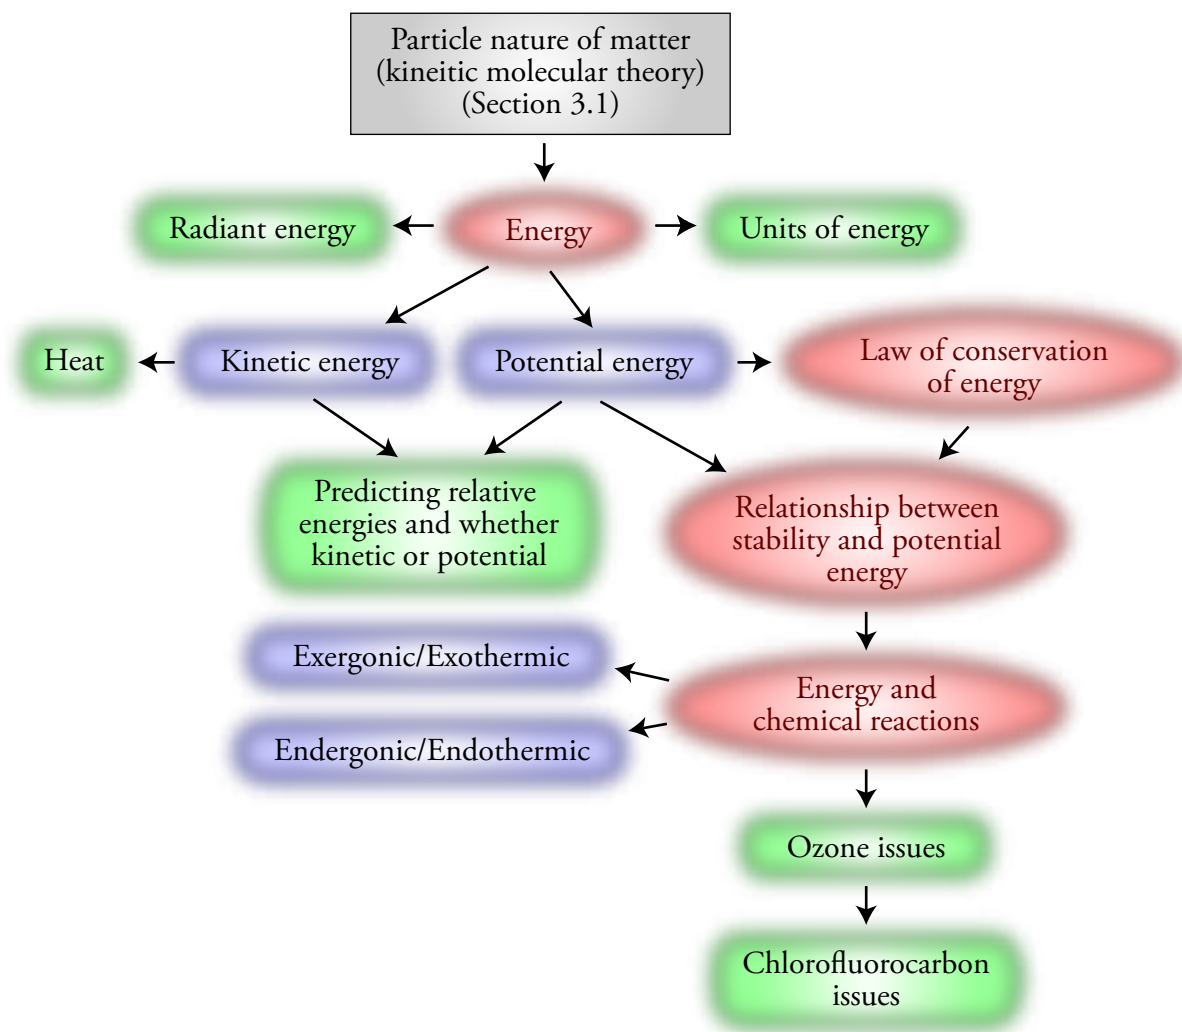 Particle nature of matter
(kineitic molecular theory)
(Section 3.1)
Radiant energy
Energy
Units of energy
Heat
Kinetic energy
Potential energy
Law of conservation
of energy
Predicting relative
energies and whether
kinetic or potential
Relationship between
stability and potential
energy
Exergonic/Exothermic
Energy and
chemical reactions
Endergonic/Endothermic
Ozone issues
Chlorofluorocarbon
issues